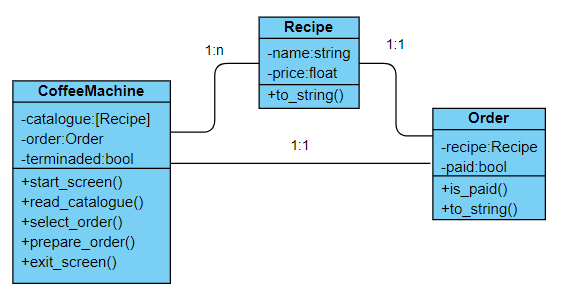 Recipe
-name:string
-price:float
+to_string()
1:n
1:1
CoffeeMachine
-catalogue:[Recipe]
-order:Order
-terminaded:bool
+start_screen()
+read_catalogue()
+select_order()
+prepare_order()
+exit_screen()
1:1
Order
-recipe:Recipe
-paid:bool
+is_paid()
+to_string()